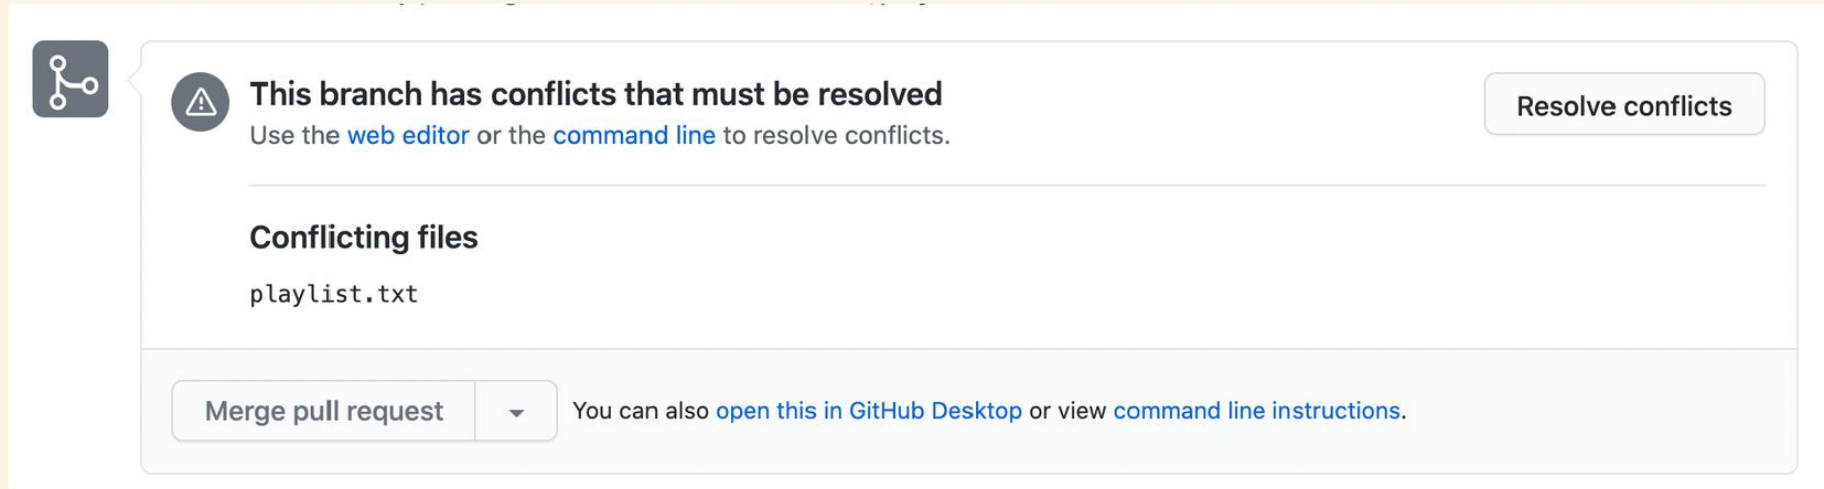 This branch has conflicts that must be resolved
Resolve conflicts
Use the web editor or the command line to resolve conflicts.
Conflicting files
playlist.txt
Merge pull request
You can also open this in GitHub Desktop or view command line instructions.